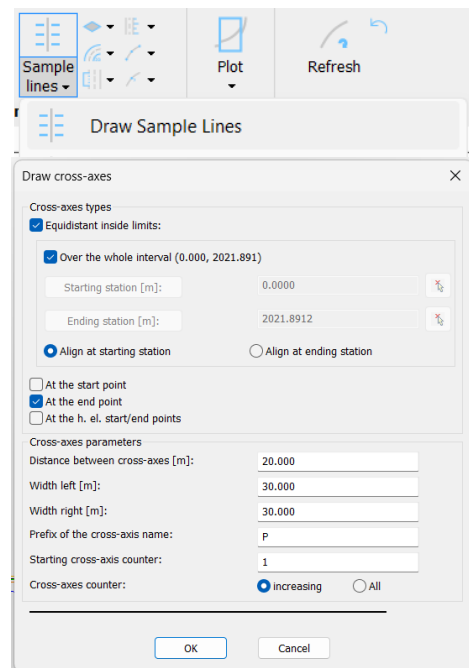 Sample
lines
Plot
Refresh
Draw Sample Lines
Draw cross-axes
Cross-axes types
Equidistant inside limits:
Over the whole interval (0.000, 2021.891)
Starting station [m]: 0.0000
Ending station [m]: 2021.8912
Align at starting station Align at ending station
At the start point
At the end point
At the h. el. start/end points
Cross-axes parameters
Distance between cross-axes [m]: 20.000
Width left [m]: 30.000
Width right [m]: 30.000
Prefix of the cross-axis name: P
Starting cross-axis counter: 1
Cross-axes counter: increasing All
OK Cancel